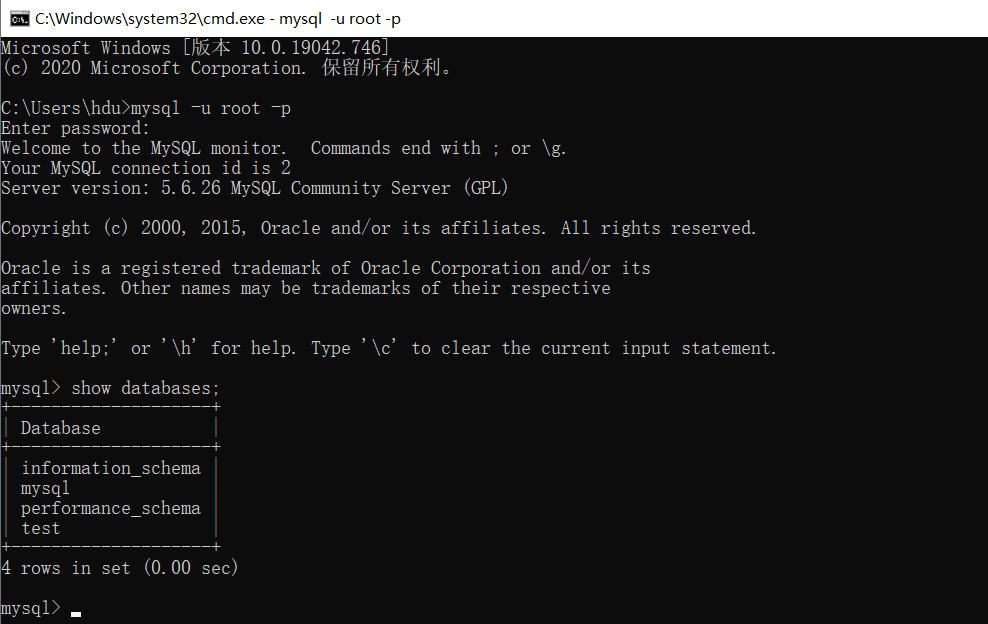 C:\Windows\system32\cmd.exe - mysql  -u root -p
Microsoft Windows [版本 10.0.19042.746]
(c) 2020 Microsoft Corporation. 保留所有权利。
C:\Users\hdu>mysql -u root -p
Enter password:
Welcome to the MySQL monitor.  Commands end with ; or \g.
Your MySQL connection id is 2
Server version: 5.6.26 MySQL Community Server (GPL)
Copyright (c) 2000, 2015, Oracle and/or its affiliates. All rights reserved.
Oracle is a registered trademark of Oracle Corporation and/or its
affiliates. Other names may be trademarks of their respective
owners.
Type 'help;' or '\h' for help. Type '\c' to clear the current input statement.
mysql> show databases;
+--------------------+
| Database           |
+--------------------+
| information_schema |
| mysql              |
| performance_schema |
| test               |
+--------------------+
4 rows in set (0.00 sec)
mysql>